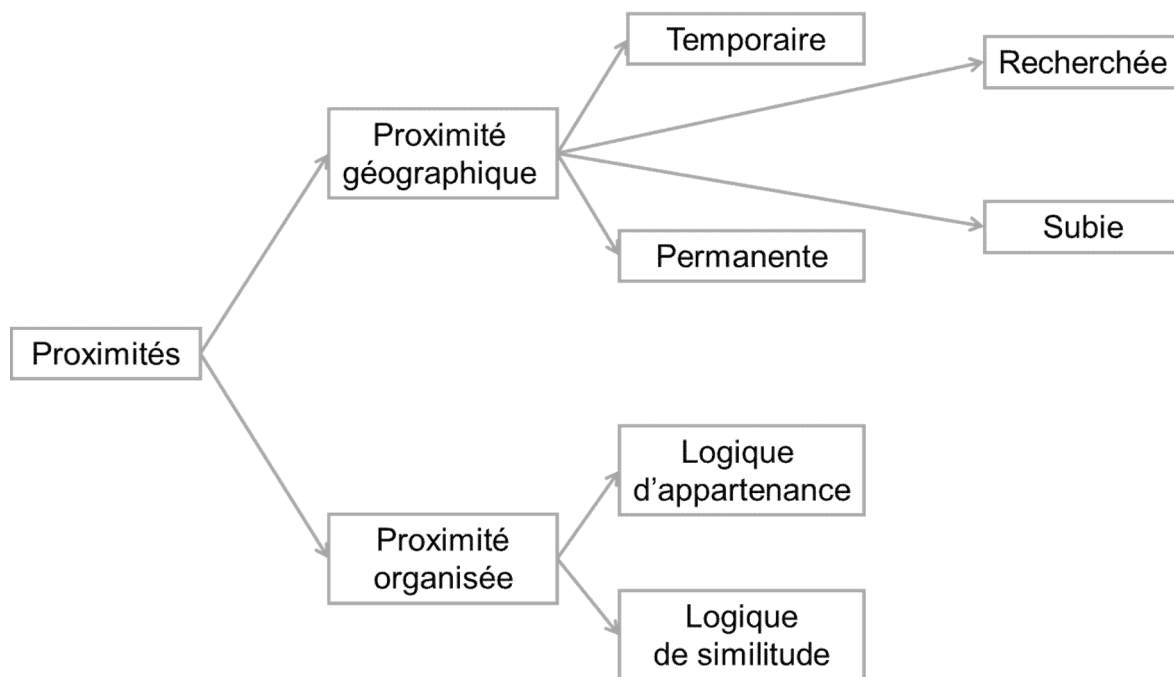 Temporaire
Recherchée
Proximité
géographique
Subie
Permanente
Proximités
Logique
d’appartenance
Proximité
organisée
Logique
de similitude